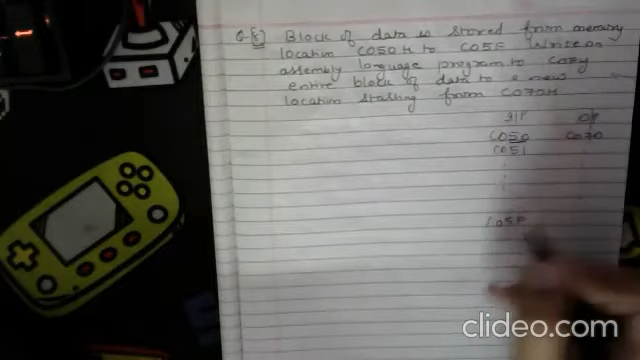 Q-[8] Block of data is stored from memory
location C050H to C05F Write an
assembly language program to copy
entire block of data to a new
location starting from C070H
I/P O/P
C050 C070
C051
C05F
clideo.com